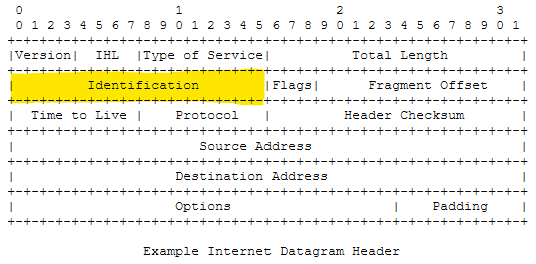 0                   1                   2                   3
 0 1 2 3 4 5 6 7 8 9 0 1 2 3 4 5 6 7 8 9 0 1 2 3 4 5 6 7 8 9 0 1
+-+-+-+-+-+-+-+-+-+-+-+-+-+-+-+-+-+-+-+-+-+-+-+-+-+-+-+-+-+-+-+-+
|Version|  IHL  |Type of Service|          Total Length         |
+-+-+-+-+-+-+-+-+-+-+-+-+-+-+-+-+-+-+-+-+-+-+-+-+-+-+-+-+-+-+-+-+
|         Identification        |Flags|      Fragment Offset    |
+-+-+-+-+-+-+-+-+-+-+-+-+-+-+-+-+-+-+-+-+-+-+-+-+-+-+-+-+-+-+-+-+
|  Time to Live |    Protocol   |         Header Checksum       |
+-+-+-+-+-+-+-+-+-+-+-+-+-+-+-+-+-+-+-+-+-+-+-+-+-+-+-+-+-+-+-+-+
|                       Source Address                          |
+-+-+-+-+-+-+-+-+-+-+-+-+-+-+-+-+-+-+-+-+-+-+-+-+-+-+-+-+-+-+-+-+
|                    Destination Address                        |
+-+-+-+-+-+-+-+-+-+-+-+-+-+-+-+-+-+-+-+-+-+-+-+-+-+-+-+-+-+-+-+-+
|                    Options                    |    Padding    |
+-+-+-+-+-+-+-+-+-+-+-+-+-+-+-+-+-+-+-+-+-+-+-+-+-+-+-+-+-+-+-+-+
Example Internet Datagram Header